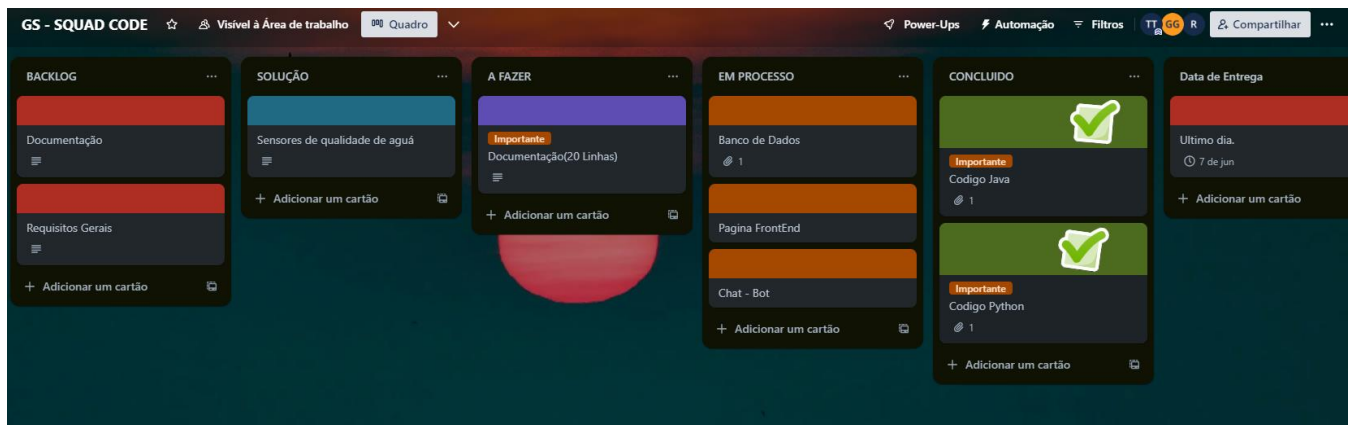 GS - SQUAD CODE
Visível à Área de trabalho
Quadro
Power-Ups
Automação
Filtros
TT
GG
R
Compartilhar
BACKLOG
Documentação
Requisitos Gerais
+ Adicionar um cartão
SOLUÇÃO
Sensores de qualidade de aguá
+ Adicionar um cartão
A FAZER
Importante
Documentação(20 Linhas)
+ Adicionar um cartão
EM PROCESSO
Banco de Dados
1
Pagina FrontEnd
Chat - Bot
+ Adicionar um cartão
CONCLUIDO
Importante
Codigo Java
1
Importante
Codigo Python
1
+ Adicionar um cartão
Data de Entrega
Ultimo dia.
7 de jun
+ Adicionar um cartão